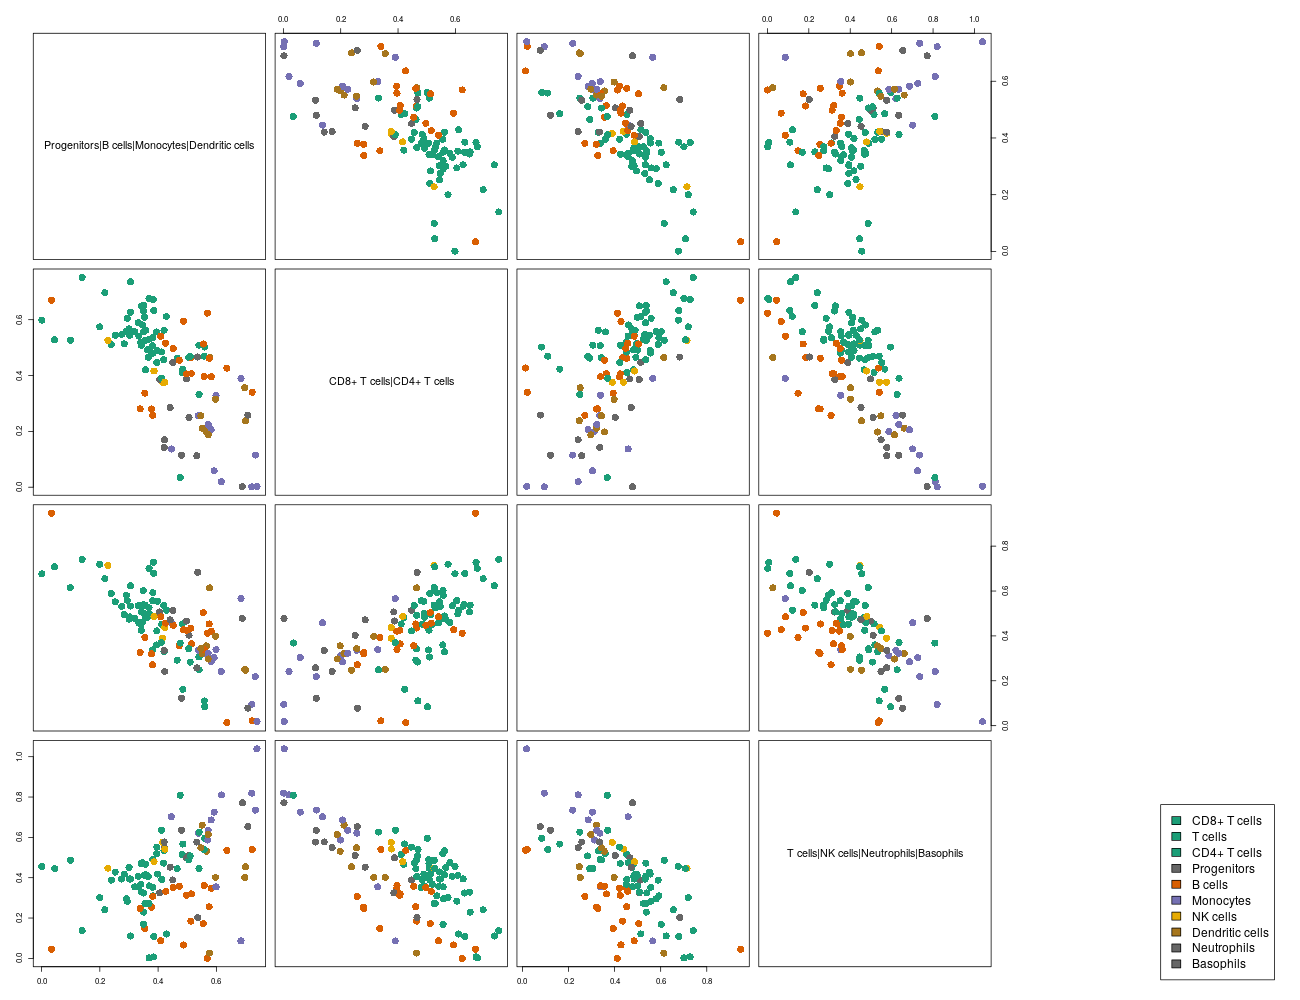 0.0 0.2 0.4 0.6
0.0 0.2 0.4 0.6 0.8 1.0
Progenitors|B cells|Monocytes|Dendritic cells
0.0 0.2 0.4 0.6
0.0 0.2 0.4 0.6
CD8+ T cells|CD4+ T cells
0.0 0.2 0.4 0.6 0.8
0.0 0.2 0.4 0.6 0.8 1.0
T cells|NK cells|Neutrophils|Basophils
0.0 0.2 0.4 0.6
0.0 0.2 0.4 0.6 0.8
CD8+ T cells
T cells
CD4+ T cells
Progenitors
B cells
Monocytes
NK cells
Dendritic cells
Neutrophils
Basophils